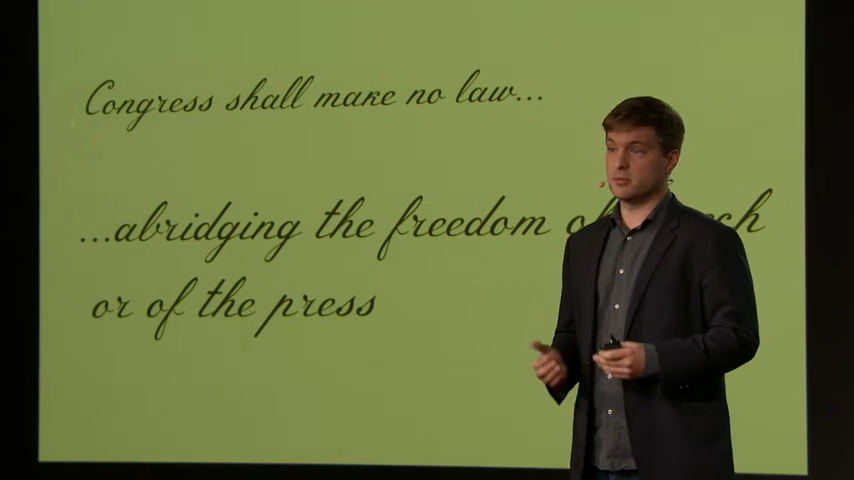 Congress shall make no law...
...abridging the freedom
or of the press